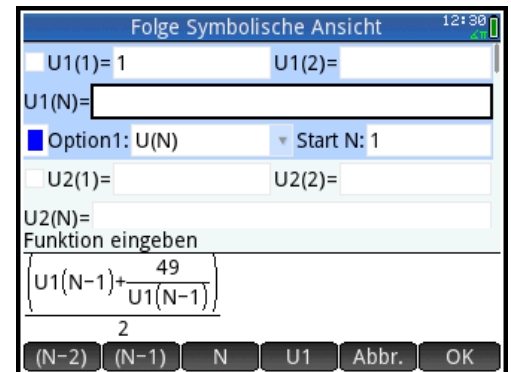 Folge Symbolische Ansicht 12:30
∡π
U1(1)= 1 U1(2)=
U1(N)=
Option1: U(N) Start N: 1
U2(1)= U2(2)=
U2(N)=
Funktion eingeben
49
(U1(N-1)+
U1(N-1))
2
(N-2) (N-1) N U1 Abbr. OK